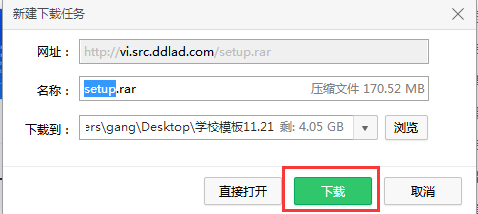 新建下载任务
网址： http://vi.src.ddlad.com/setup.rar
名称： setup.rar 压缩文件 170.52 MB
下载到： ers\gang\Desktop\学校模板11.21 剩: 4.05 GB 浏览
直接打开 下载 取消